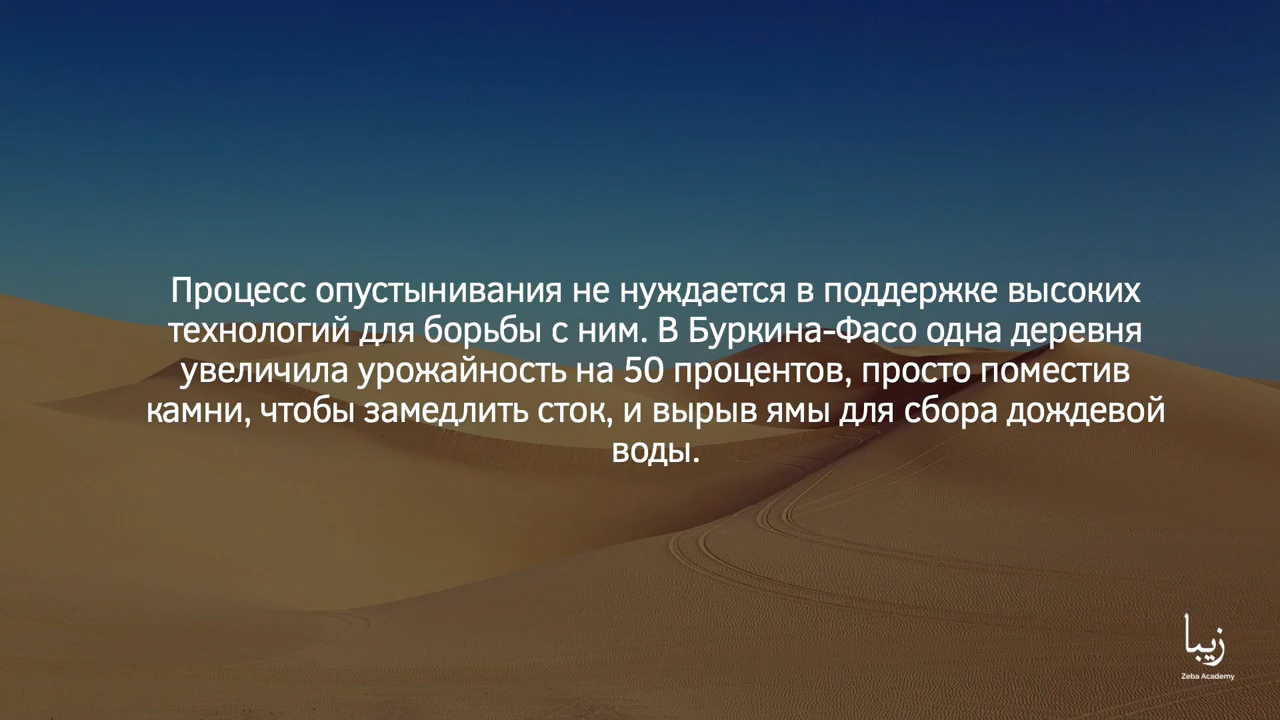 Процесс опустынивания не нуждается в поддержке высоких
технологий для борьбы с ним. В Буркина-Фасо одна деревня
увеличила урожайность на 50 процентов, просто поместив
камни, чтобы замедлить сток, и вырыв ямы для сбора дождевой
воды.
زيبا
Zeba Academy